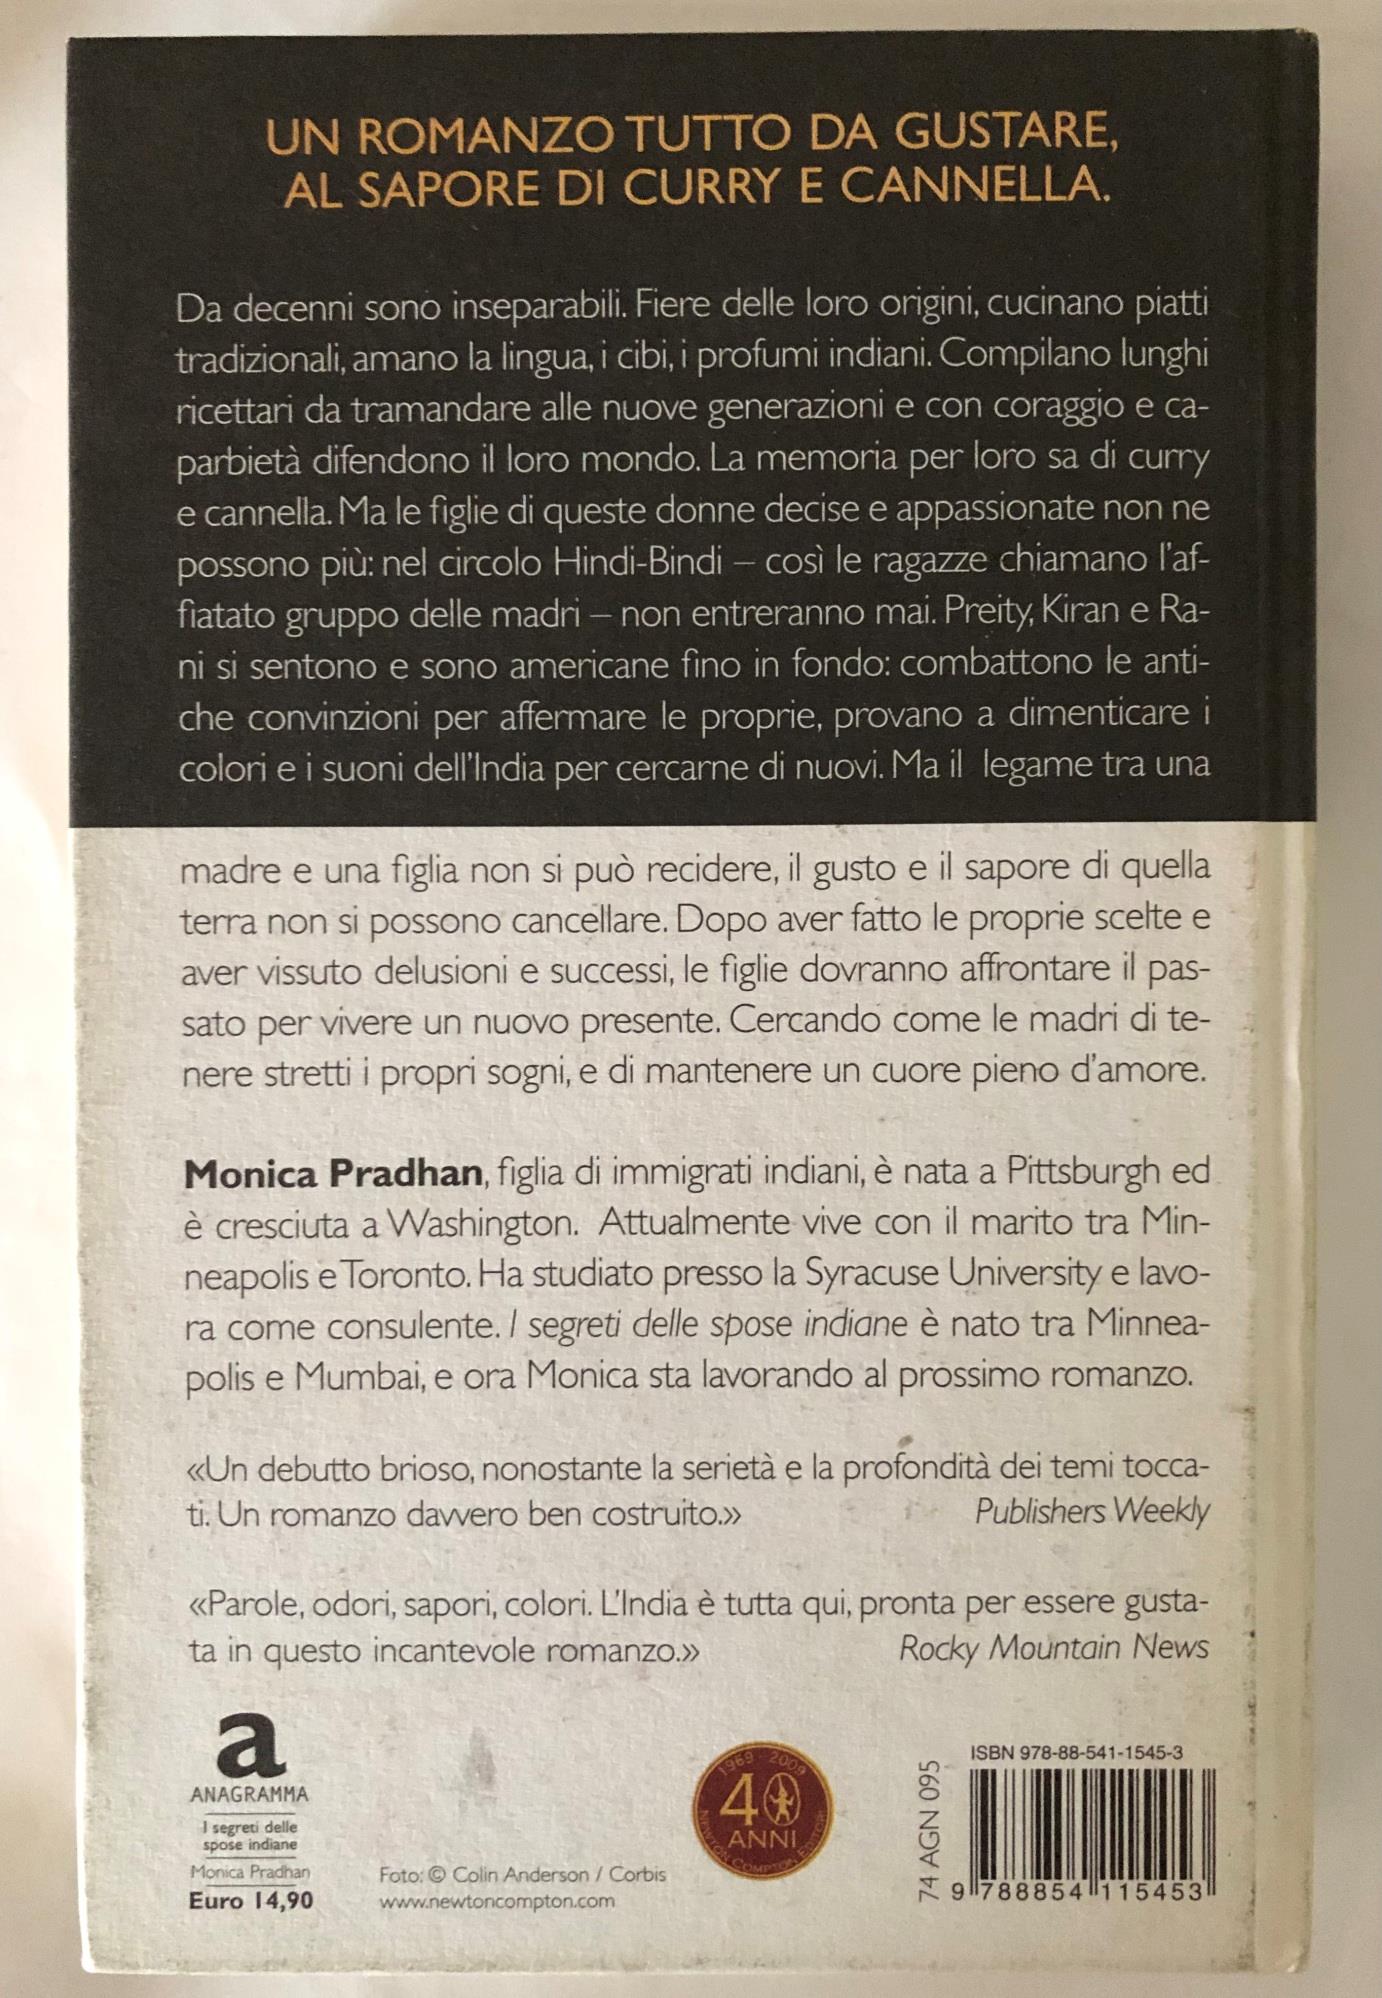 UN ROMANZO TUTTO DA GUSTARE,
AL SAPORE DI CURRY E CANNELLA.
Da decenni sono inseparabili. Fiere delle loro origini, cucinano piatti
tradizionali, amano la lingua, i cibi, i profumi indiani. Compilano lunghi
ricettari da tramandare alle nuove generazioni e con coraggio e ca-
parbietà difendono il loro mondo. La memoria per loro sa di curry
e cannella. Ma le figlie di queste donne decise e appassionate non ne
possono più: nel circolo Hindi-Bindi – così le ragazze chiamano l'af-
fiatato gruppo delle madri – non entreranno mai. Preity, Kiran e Ra-
ni si sentono e sono americane fino in fondo: combattono le anti-
che convinzioni per affermare le proprie, provano a dimenticare i
colori e i suoni dell'India per cercarne di nuovi. Ma il legame tra una
madre e una figlia non si può recidere, il gusto e il sapore di quella
terra non si possono cancellare. Dopo aver fatto le proprie scelte e
aver vissuto delusioni e successi, le figlie dovranno affrontare il pas-
sato per vivere un nuovo presente. Cercando come le madri di te-
nere stretti i propri sogni, e di mantenere un cuore pieno d'amore.
Monica Pradhan, figlia di immigrati indiani, è nata a Pittsburgh ed
è cresciuta a Washington. Attualmente vive con il marito tra Min-
neapolis e Toronto. Ha studiato presso la Syracuse University e lavo-
ra come consulente. I segreti delle spose indiane è nato tra Minnea-
polis e Mumbai, e ora Monica sta lavorando al prossimo romanzo.
«Un debutto brioso, nonostante la serietà e la profondità dei temi tocca-
ti. Un romanzo davvero ben costruito.» Publishers Weekly
«Parole, odori, sapori, colori. L'India è tutta qui, pronta per essere gusta-
ta in questo incantevole romanzo.» Rocky Mountain News
a
ANAGRAMMA
I segreti delle
spose indiane
Monica Pradhan
Euro 14,90
Foto: © Colin Anderson / Corbis
www.newtoncompton.com
1969 - 2009
40
ANNI
NEWTON COMPTON EDITORI
74 AGN 095
ISBN 978-88-541-1545-3
9 788854 115453